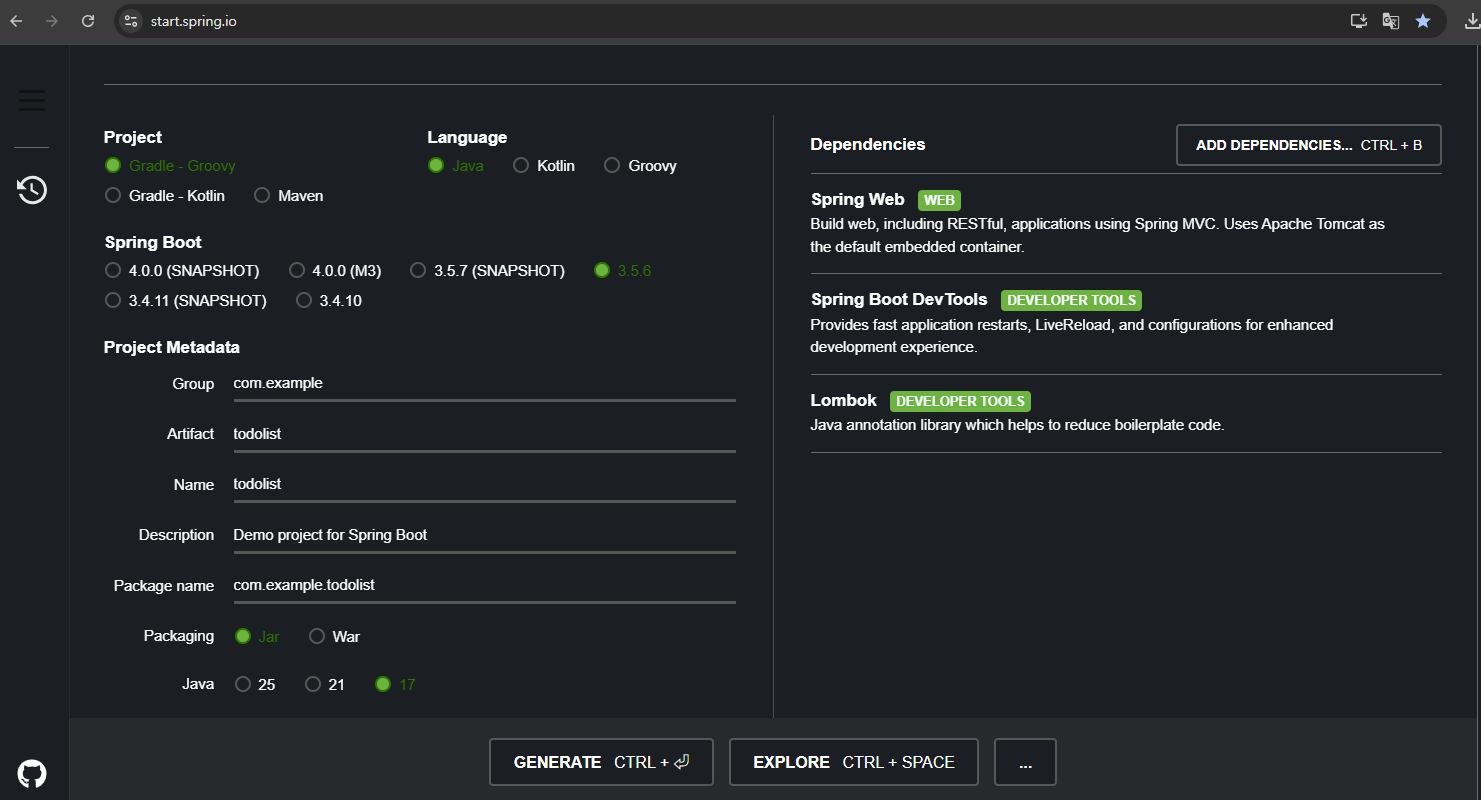 start.spring.io
Project
Gradle - Groovy
Gradle - Kotlin Maven
Language
Java Kotlin Groovy
Spring Boot
4.0.0 (SNAPSHOT) 4.0.0 (M3) 3.5.7 (SNAPSHOT) 3.5.6
3.4.11 (SNAPSHOT) 3.4.10
Project Metadata
Group com.example
Artifact todolist
Name todolist
Description Demo project for Spring Boot
Package name com.example.todolist
Packaging Jar War
Java 25 21 17
Dependencies ADD DEPENDENCIES... CTRL + B
Spring Web WEB
Build web, including RESTful, applications using Spring MVC. Uses Apache Tomcat as
the default embedded container.
Spring Boot DevTools DEVELOPER TOOLS
Provides fast application restarts, LiveReload, and configurations for enhanced
development experience.
Lombok DEVELOPER TOOLS
Java annotation library which helps to reduce boilerplate code.
GENERATE CTRL + ⏎ EXPLORE CTRL + SPACE ...